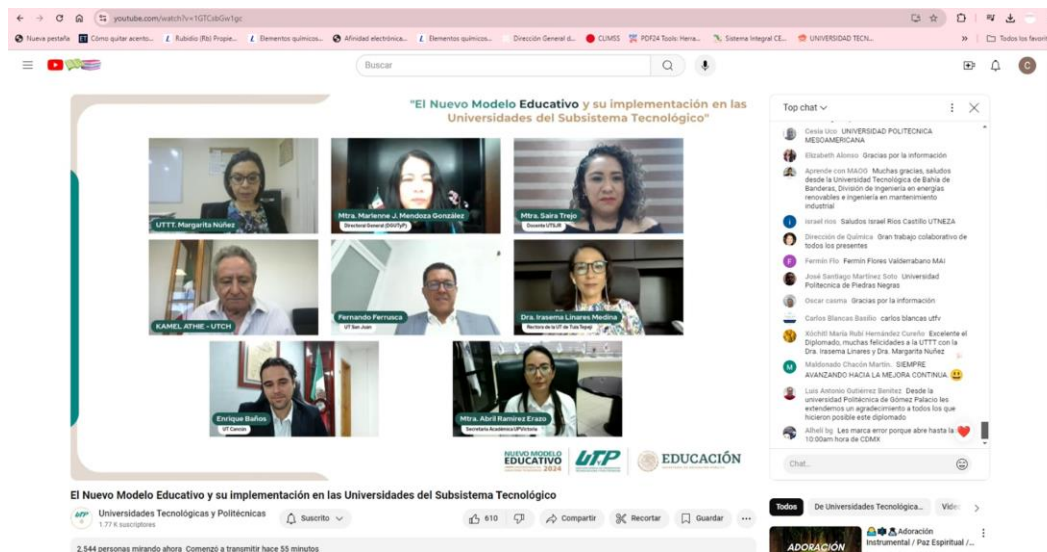 youtube.com/watch?v=1GTCsbGw1gc
Nueva pestaña
Cómo quitar acento...
Rubidio (Rb) Propie...
Elementos químicos...
Afinidad electrónica...
Elementos químicos...
Dirección General d...
CLIMSS
PDF24 Tools: Herra...
Sistema Integral CE...
UNIVERSIDAD TECN...
Todos los favorit
Buscar
C
"El Nuevo Modelo Educativo y su implementación en las
Universidades del Subsistema Tecnológico"
UTTT. Margarita Núñez
Mtra. Marlenne J. Mendoza González
Directora General (DGUTyP)
Mtra. Saira Trejo
Docente UTSJR
KAMEL ATHIE - UTCH
Fernando Ferrusca
UT San Juan
Dra. Irasema Linares Medina
Rectora de la UT de Tula Tepeji
Enrique Baños
UT Cancún
Mtra. Abril Ramírez Erazo
Secretaria Académica UPVictoria
NUEVO MODELO
EDUCATIVO
2024
UTP
EDUCACIÓN
Top chat
Cesia Uco UNIVERSIDAD POLITECNICA
MESOAMERICANA
Elizabeth Alonso Gracias por la información
Aprende con MAOG Muchas gracias, saludos
desde la Universidad Tecnológica de Bahía de
Banderas, División de Ingeniería en energías
renovables e ingeniería en mantenimiento
industrial
israel rios Saludos Israel Rios Castillo UTNEZA
Dirección de Química Gran trabajo colaborativo de
todos los presentes
Fermin Flo Fermín Flores Valderrabano MAI
José Santiago Martínez Soto Universidad
Politecnica de Piedras Negras
Oscar casma Gracias por la información
Carlos Blancas Basilio carlos blancas utfv
Xóchitl María Rubí Hernández Cureño Excelente el
Diplomado, muchas felicidades a la UTTT con la
Dra. Irasema Linares y Dra. Margarita Nuñez
Maldonado Chacón Martín. SIEMPRE
AVANZANDO HACIA LA MEJORA CONTINUA.
Luis Antonio Gutiérrez Benítez Desde la
universidad Politécnica de Gómez Palacio les
extendemos un agradecimiento a todos los que
hicieron posible este diplomado
Alheli bg Les marca error porque abre hasta la
10:00am hora de CDMX
Chat...
El Nuevo Modelo Educativo y su implementación en las Universidades del Subsistema Tecnológico
Universidades Tecnológicas y Politécnicas
1.77 K suscriptores
Suscrito
610
Compartir
Recortar
Guardar
2,544 personas mirando ahora Comenzó a transmitir hace 55 minutos
Todos
De Universidades Tecnológica...
ADORACIÓN
Adoración
Instrumental / Paz Espiritual /...